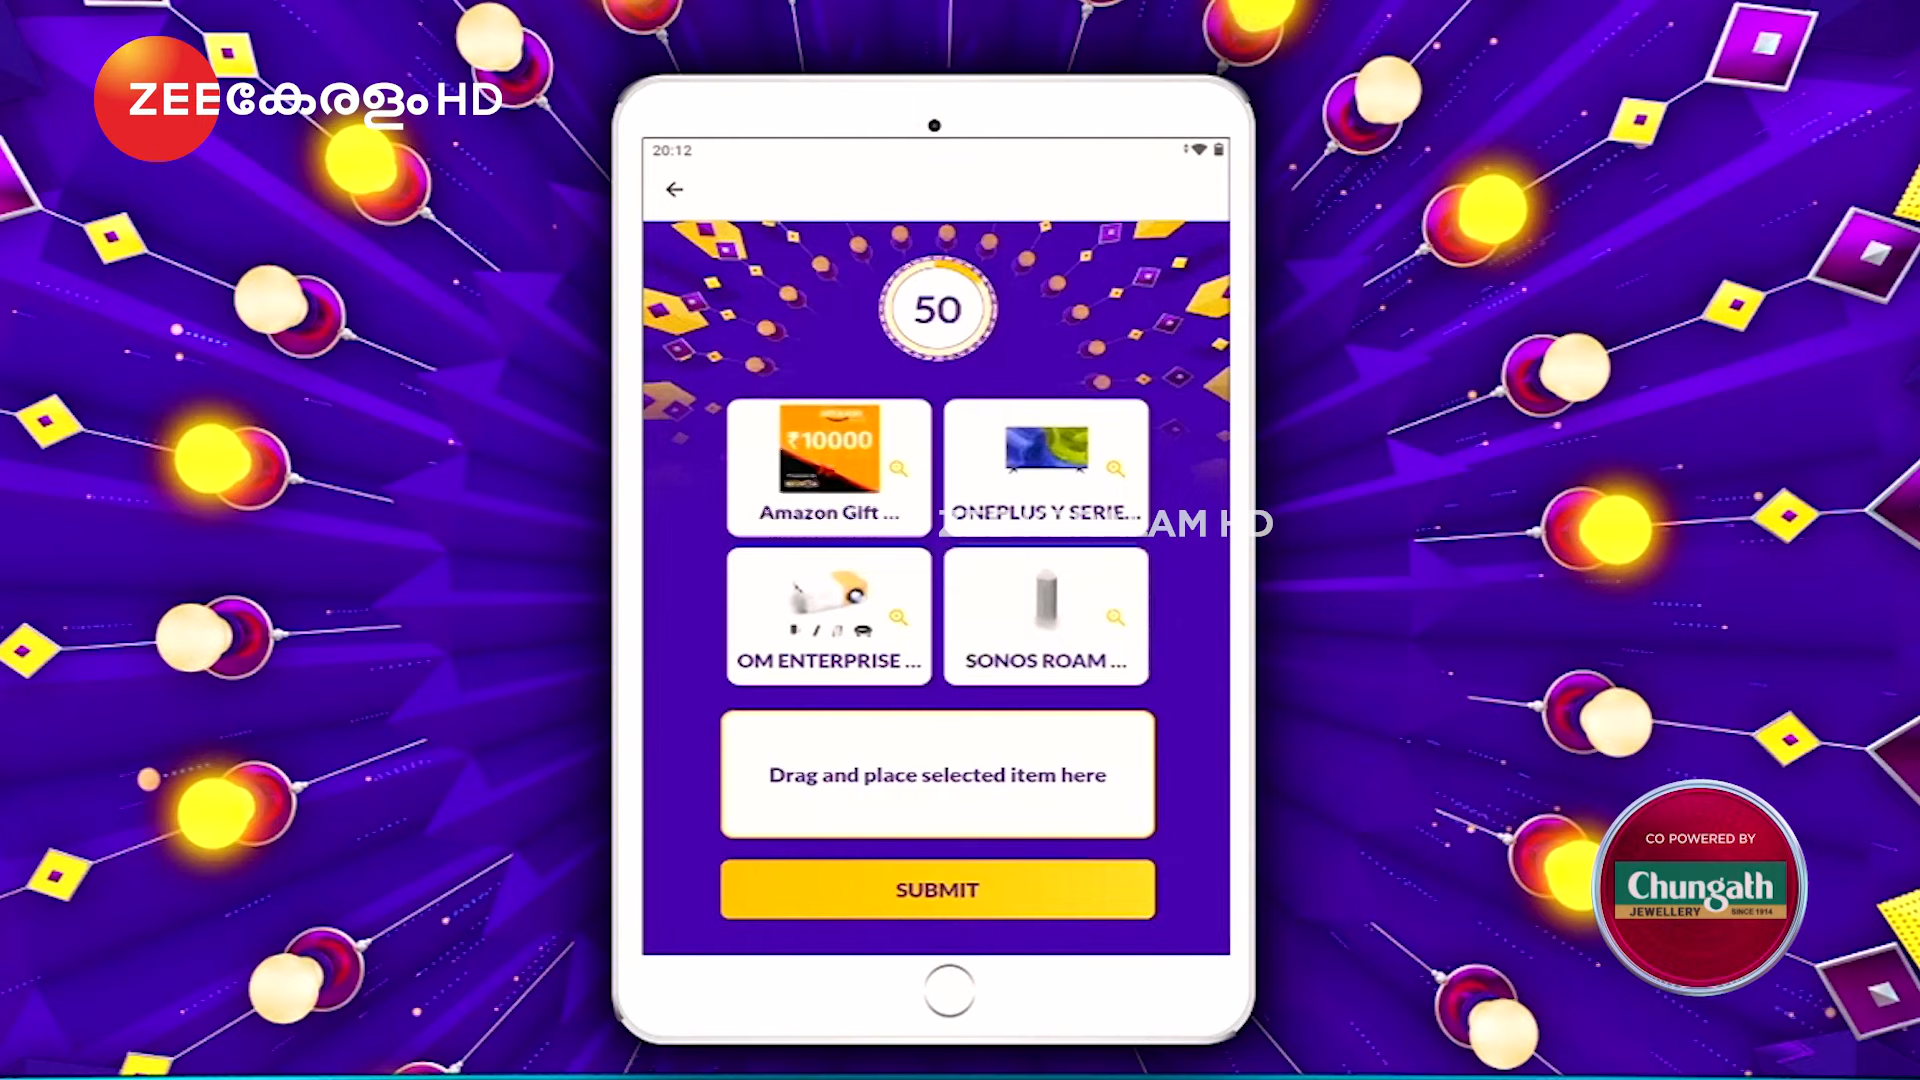 ZEEകേരളം HD
20:12
50
₹10000
Amazon Gift ...
ONEPLUS Y SERIE...
OM ENTERPRISE ...
SONOS ROAM ...
Drag and place selected item here
SUBMIT
CO POWERED BY
Chungath
JEWELLERY SINCE 1914